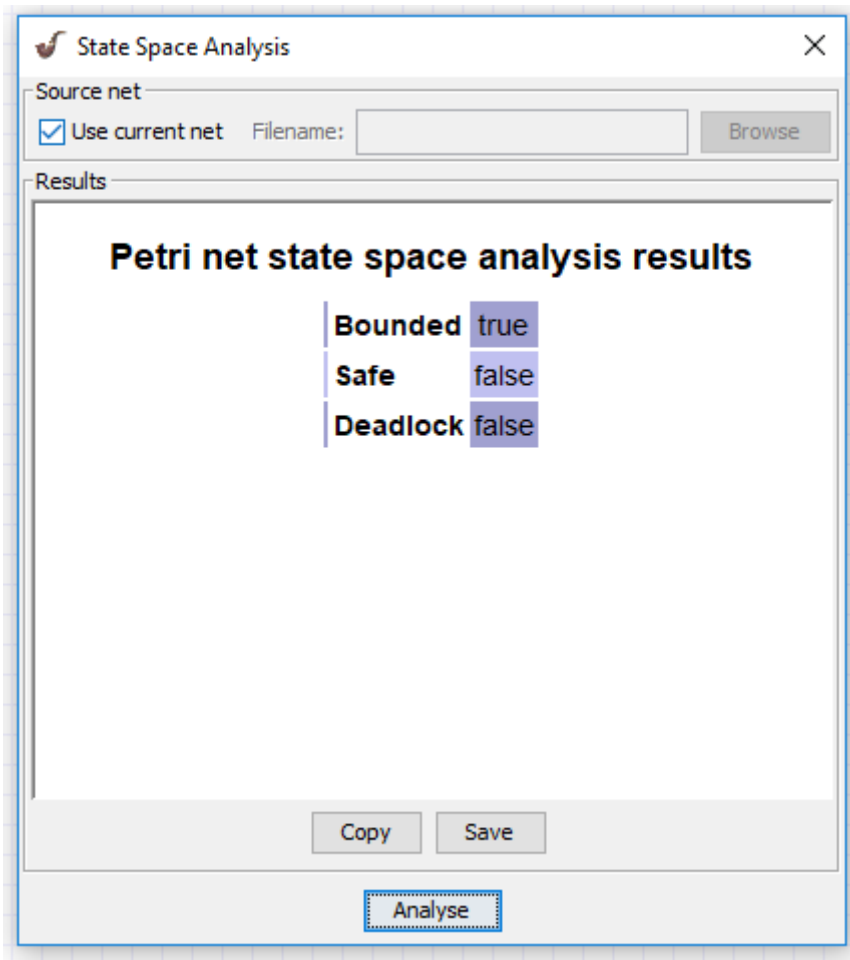 State Space Analysis
Source net
Use current net Filename: Browse
Results
Petri net state space analysis results
Bounded true
Safe false
Deadlock false
Copy Save
Analyse